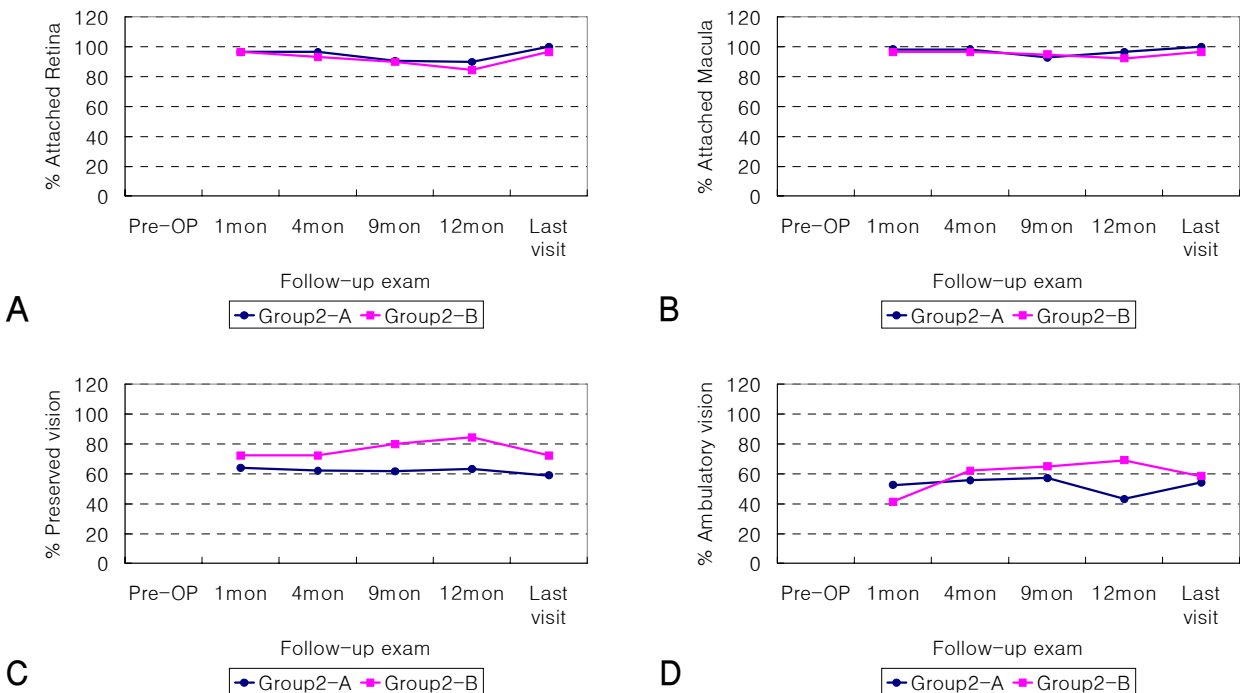 120
100
80
60
40
20
0
% Attached Retina
Pre-OP 1mon 4mon 9mon 12mon Last
visit
Follow-up exam
Group2-A Group2-B
A
120
100
80
60
40
20
0
% Attached Macula
Pre-OP 1mon 4mon 9mon 12mon Last
visit
Follow-up exam
Group2-A Group2-B
B
120
100
80
60
40
20
0
% Preserved vision
Pre-OP 1mon 4mon 9mon 12mon Last
visit
Follow-up exam
Group2-A Group2-B
C
120
100
80
60
40
20
0
% Ambulatory vision
Pre-OP 1mon 4mon 9mon 12mon Last
visit
Follow-up exam
Group2-A Group2-B
D